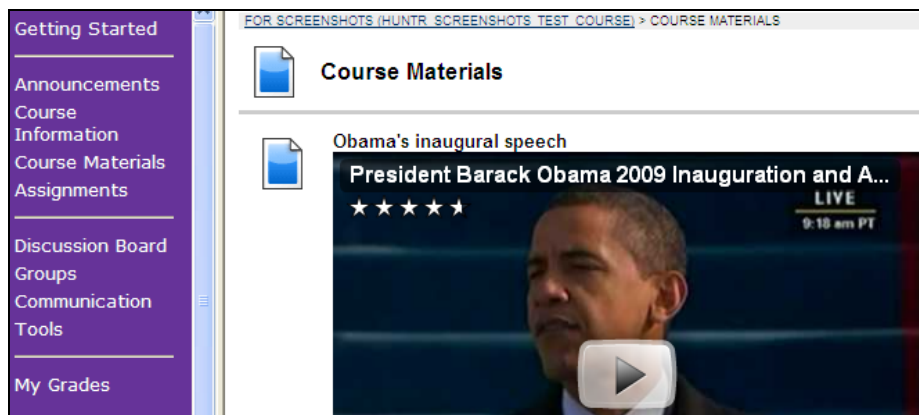 Getting Started
Announcements
Course
Information
Course Materials
Assignments
Discussion Board
Groups
Communication
Tools
My Grades
FOR SCREENSHOTS (HUNTR_SCREENSHOTS_TEST_COURSE) > COURSE MATERIALS
Course Materials
Obama's inaugural speech
President Barack Obama 2009 Inauguration and A...
LIVE
9:18 am PT